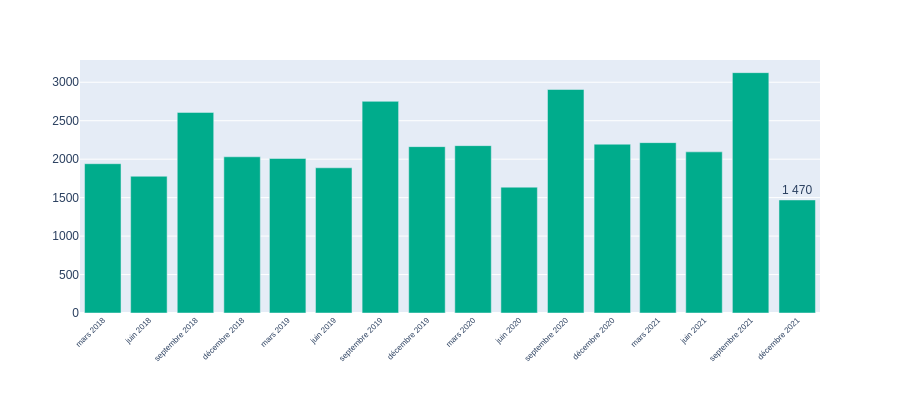 3000
2500
2000
1500
1000
500
0
1 470
mars 2018
juin 2018
septembre 2018
décembre 2018
mars 2019
juin 2019
septembre 2019
décembre 2019
mars 2020
juin 2020
septembre 2020
décembre 2020
mars 2021
juin 2021
septembre 2021
décembre 2021